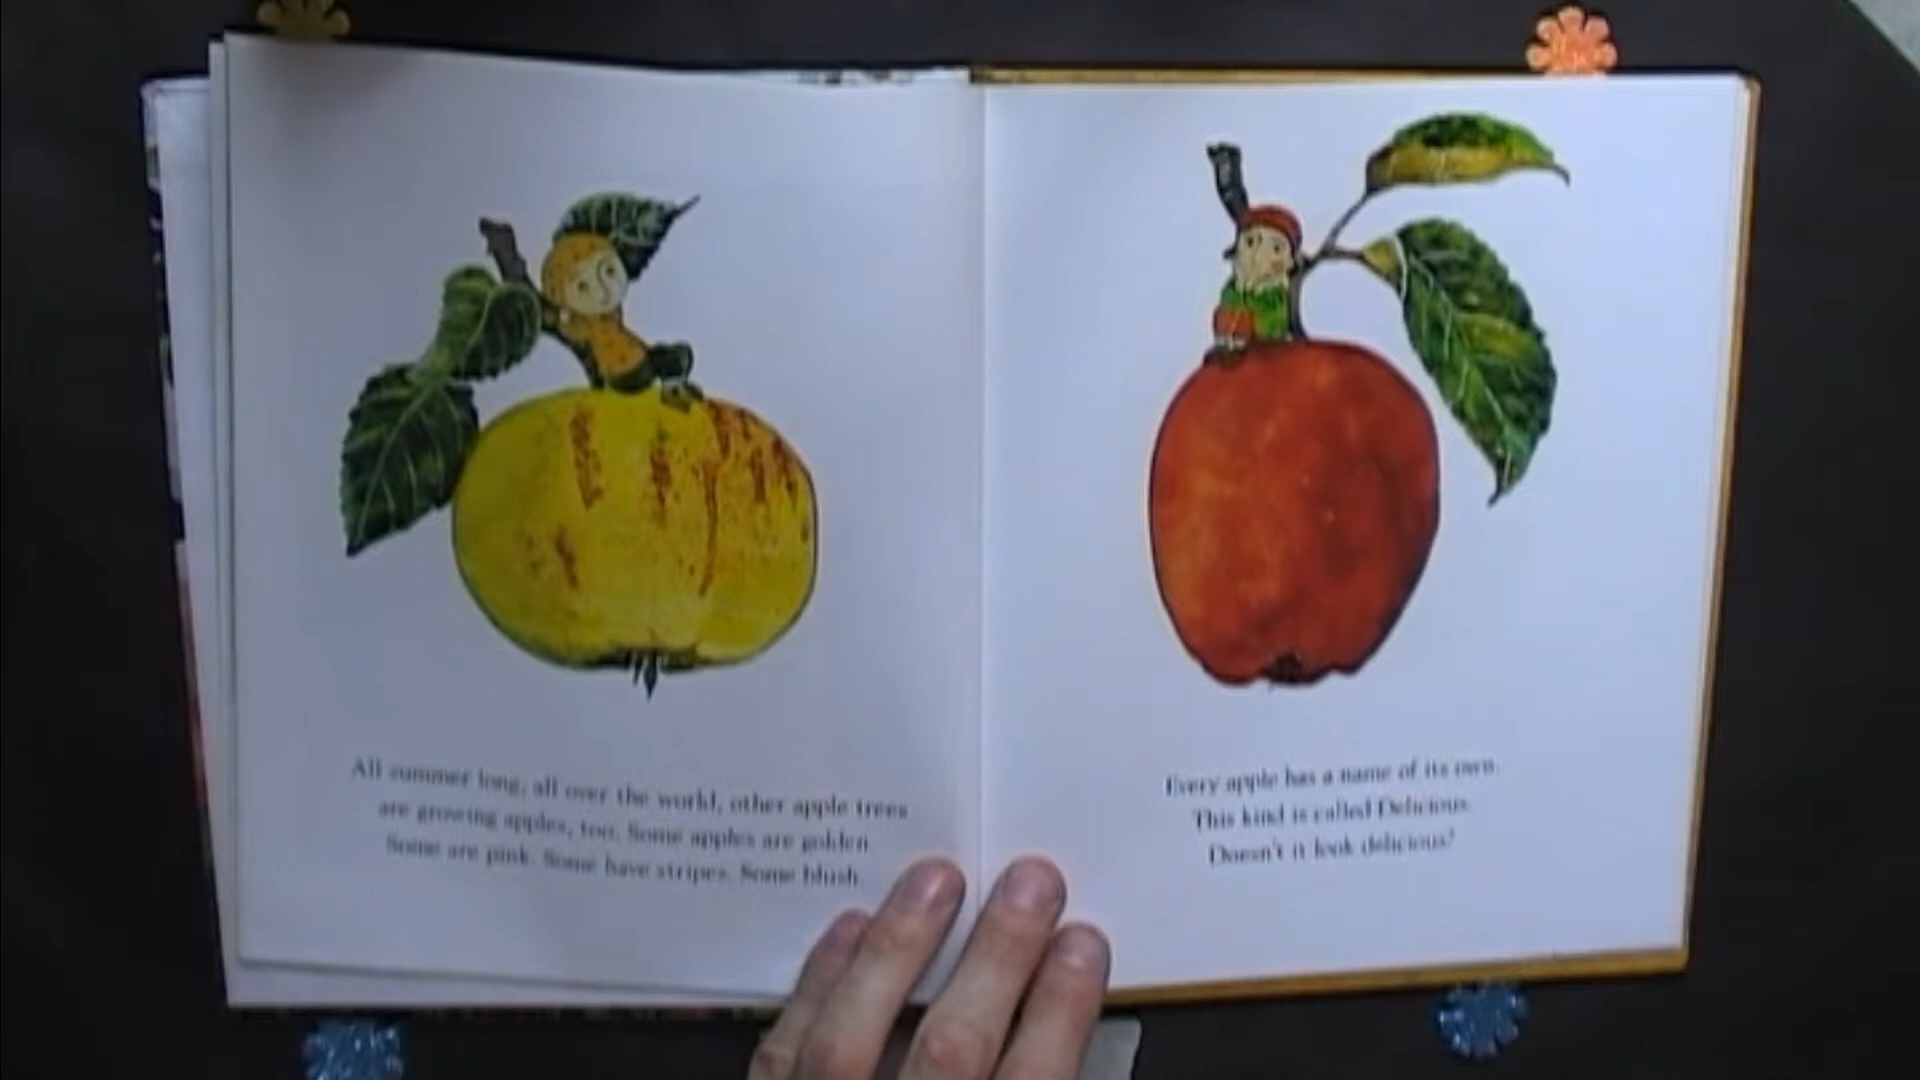 All summer long, all over the world, other apple trees
are growing apples, too. Some apples are golden.
Some are pink. Some have stripes. Some blush.
Every apple has a name of its own.
This kind is called Delicious.
Doesn't it look delicious?